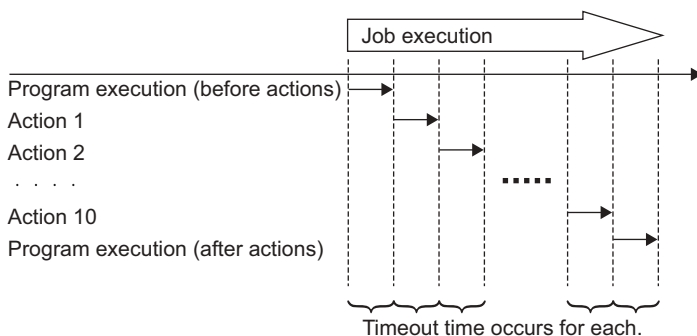 Job execution
Program execution (before actions)
Action 1
Action 2
. . . .
Action 10
Program execution (after actions)
Timeout time occurs for each.